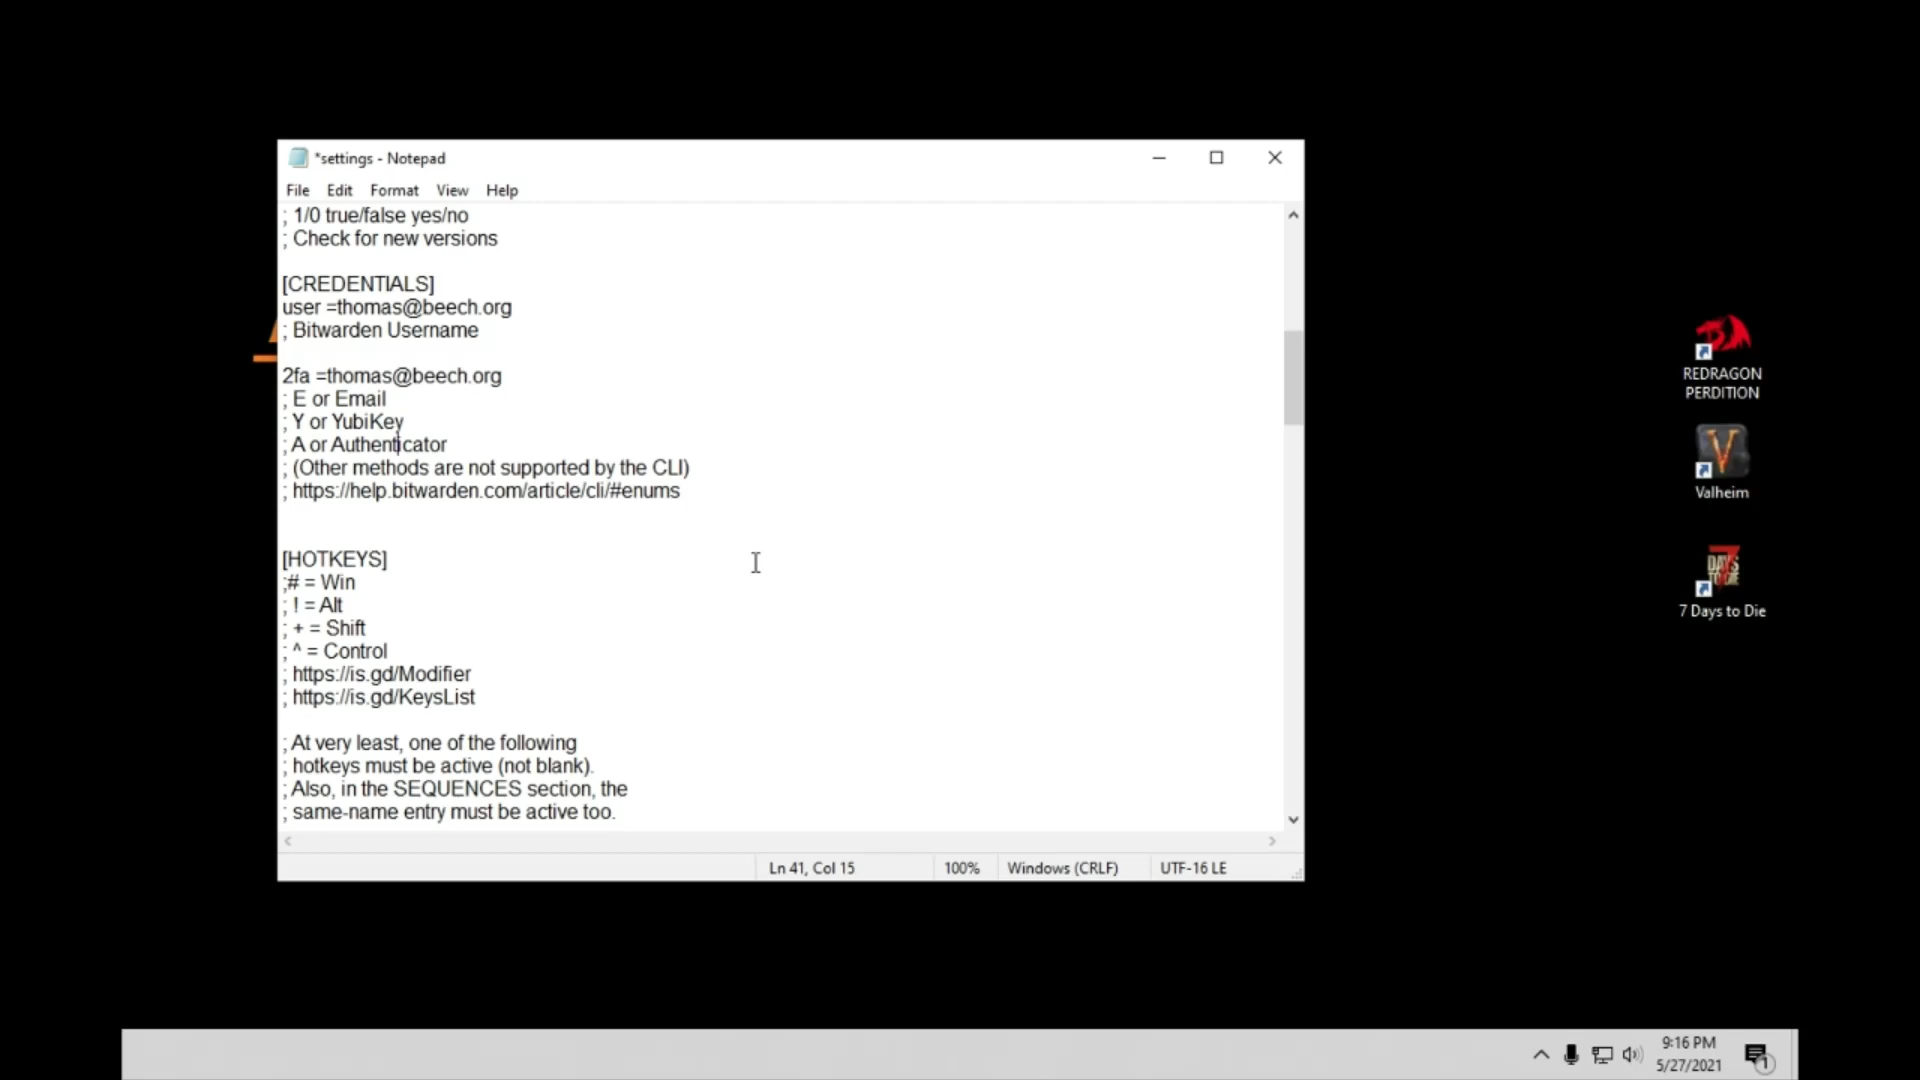 *settings - Notepad
File Edit Format View Help
; 1/0 true/false yes/no
; Check for new versions
[CREDENTIALS]
user =thomas@beech.org
; Bitwarden Username
2fa =thomas@beech.org
; E or Email
; Y or YubiKey
; A or Authenticator
; (Other methods are not supported by the CLI)
; https://help.bitwarden.com/article/cli/#enums
[HOTKEYS]
;# = Win
; ! = Alt
; + = Shift
; ^ = Control
; https://is.gd/Modifier
; https://is.gd/KeysList
; At very least, one of the following
; hotkeys must be active (not blank).
; Also, in the SEQUENCES section, the
; same-name entry must be active too.
Ln 41, Col 15 100% Windows (CRLF) UTF-16 LE
REDRAGON
PERDITION
V
Valheim
7
DAYS
TO DIE
7 Days to Die
9:16 PM
5/27/2021
1